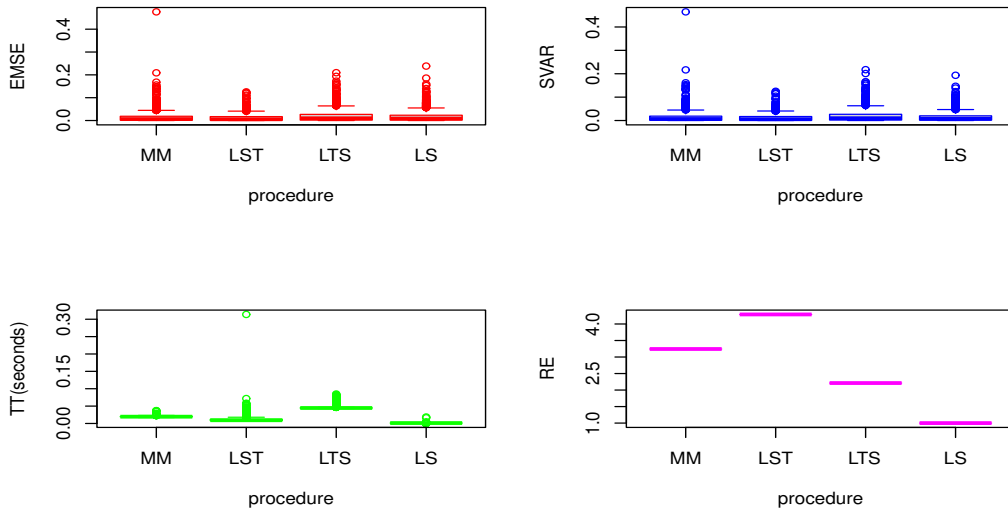 EMSE
0.0 0.2 0.4
MM LST LTS LS
procedure
SVAR
0.0 0.2 0.4
MM LST LTS LS
procedure
TT(seconds)
0.00 0.15 0.30
MM LST LTS LS
procedure
RE
1.0 2.5 4.0
MM LST LTS LS
procedure